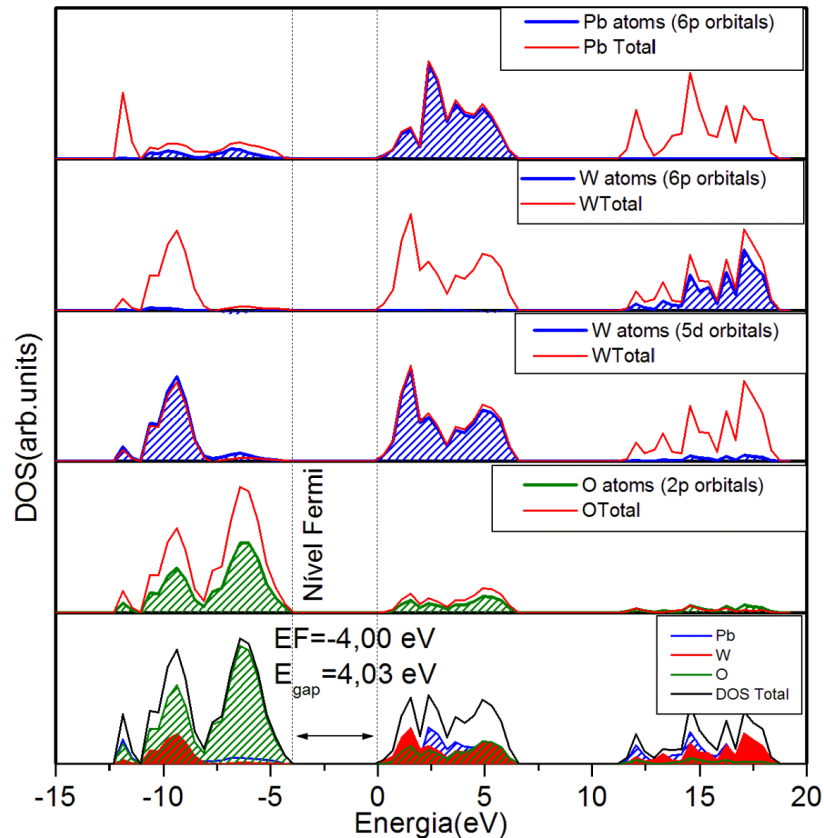 Pb atoms (6p orbitals)
Pb Total
W atoms (6p orbitals)
WTotal
W atoms (5d orbitals)
WTotal
O atoms (2p orbitals)
OTotal
DOS(arb.units)
Nível Fermi
EF=-4,00 eV
E_gap=4,03 eV
Pb
W
O
DOS Total
-15 -10 -5 0 5 10 15 20
Energia(eV)